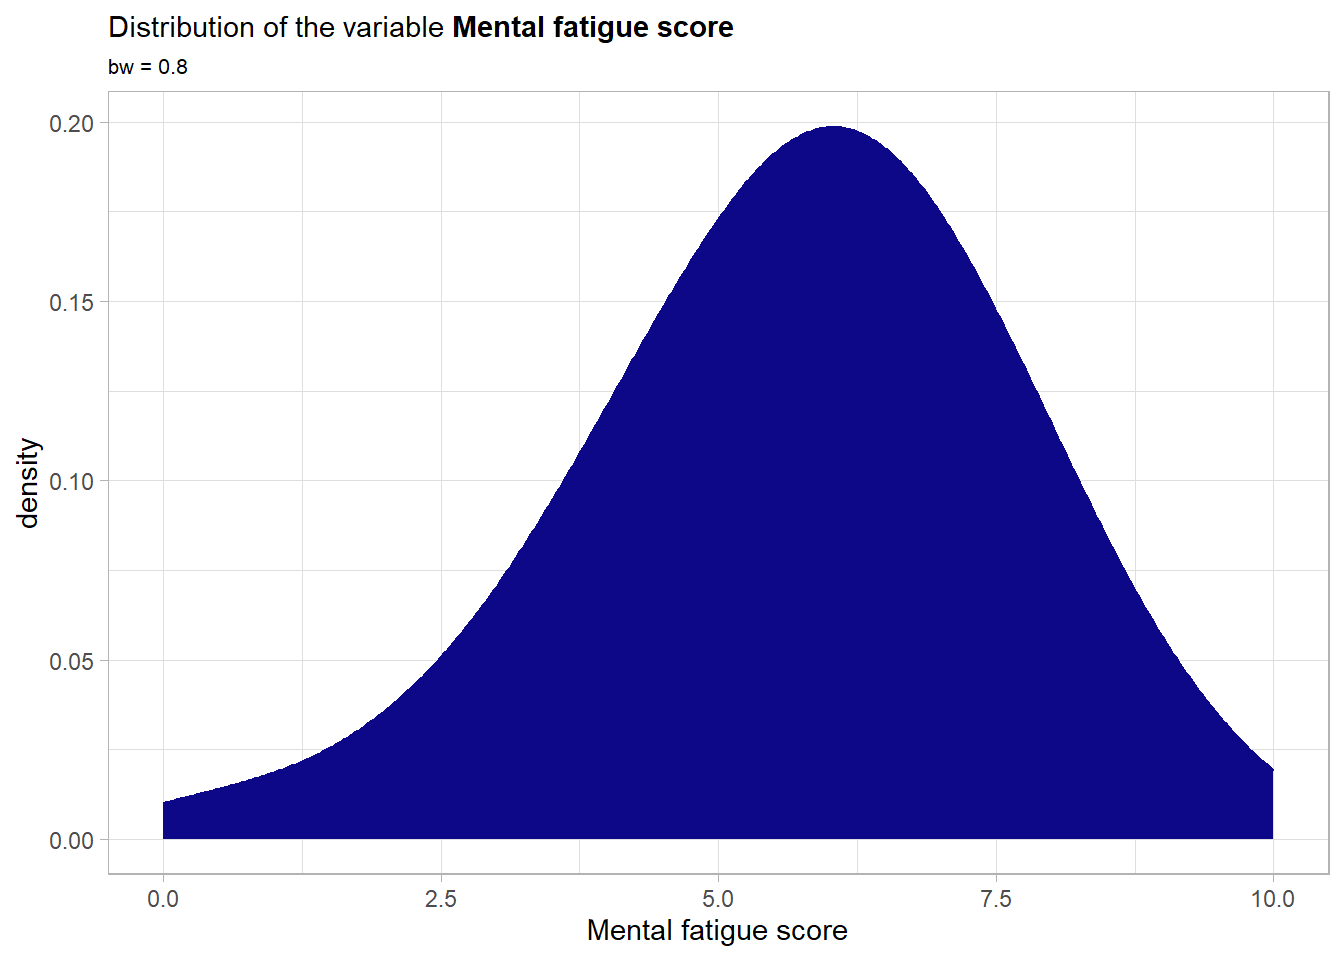 Distribution of the variable Mental fatigue score
bw = 0.8
0.20
0.15
0.10
0.05
0.00
density
0.0 2.5 5.0 7.5 10.0
Mental fatigue score